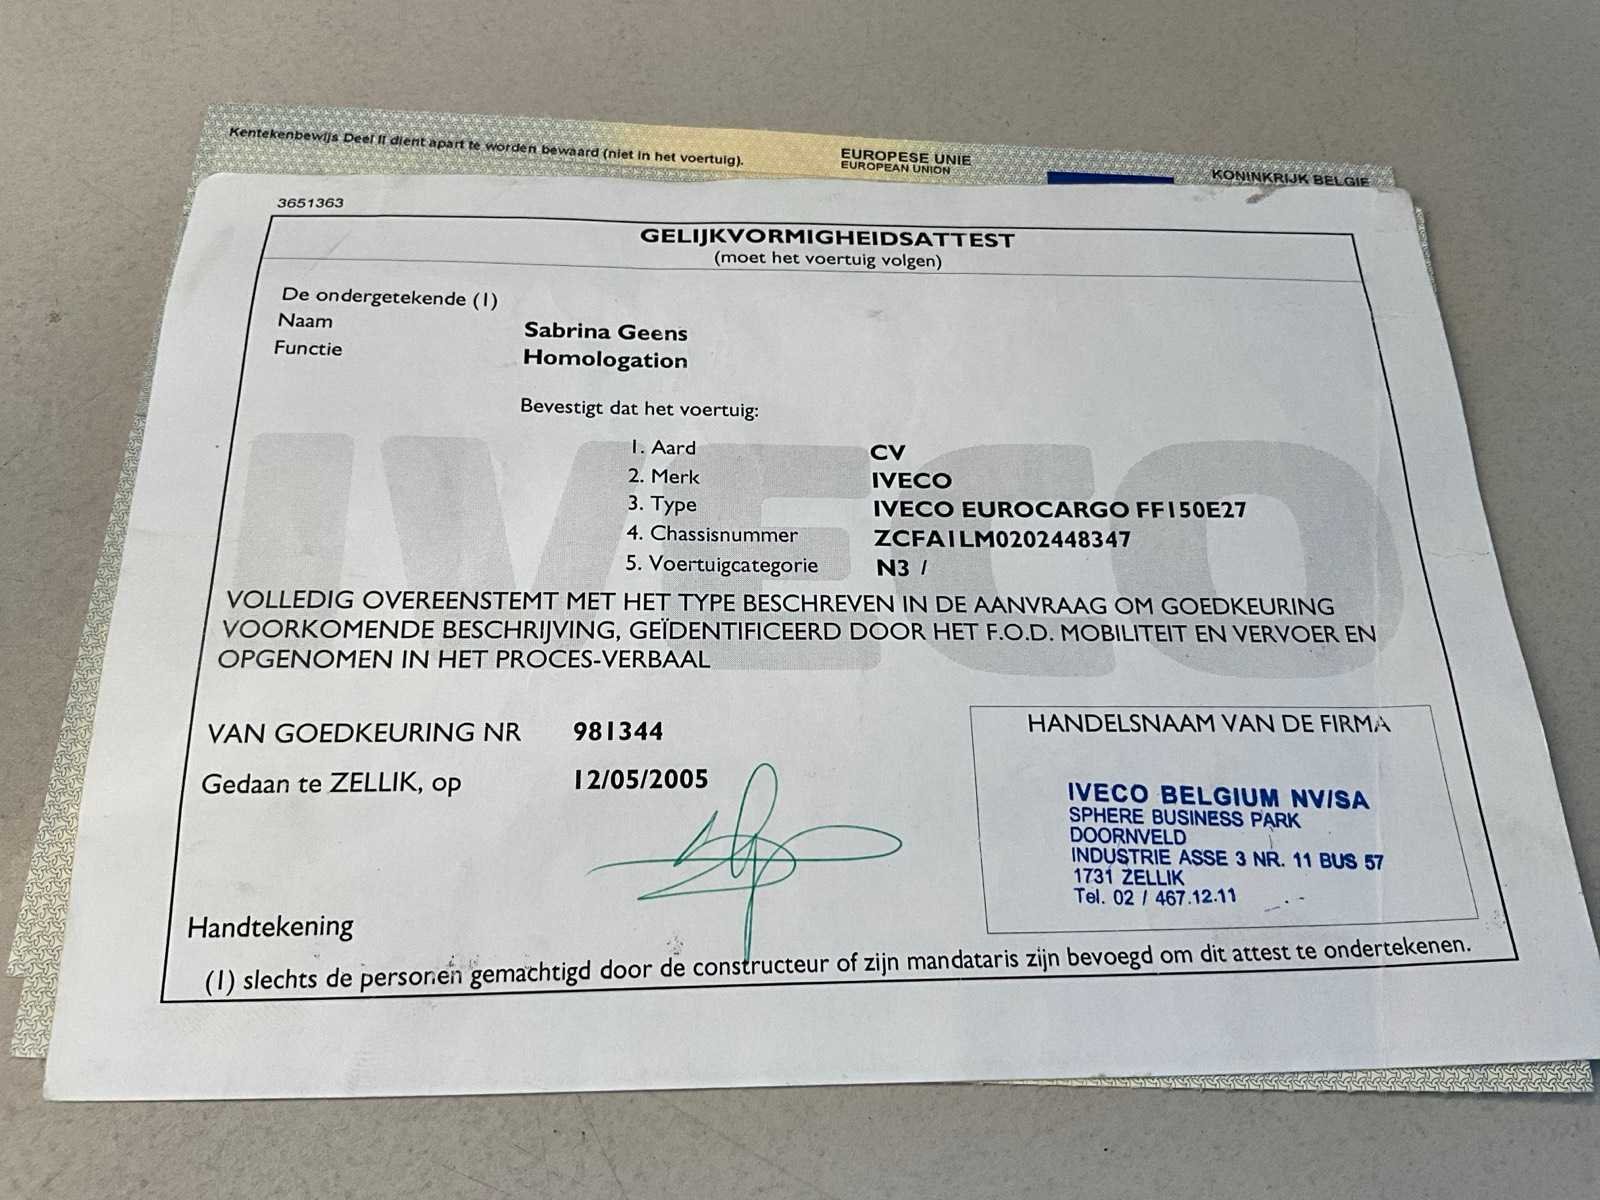 Kentekenbewijs Deel II dient apart te worden bewaard (niet in het voertuig).
EUROPESE UNIE
EUROPEAN UNION
KONINKRIJK BELGIE
3651363
GELIJKVORMIGHEIDSATTEST
(moet het voertuig volgen)
De ondergetekende (1)
Naam Sabrina Geens
Functie Homologation
Bevestigt dat het voertuig:
1. Aard CV
2. Merk IVECO
3. Type IVECO EUROCARGO FF150E27
4. Chassisnummer ZCFA1LM0202448347
5. Voertuigcategorie N3 /
IVECO
VOLLEDIG OVEREENSTEMT MET HET TYPE BESCHREVEN IN DE AANVRAAG OM GOEDKEURING
VOORKOMENDE BESCHRIJVING, GEÏDENTIFICEERD DOOR HET F.O.D. MOBILITEIT EN VERVOER EN
OPGENOMEN IN HET PROCES-VERBAAL
VAN GOEDKEURING NR 981344
Gedaan te ZELLIK, op 12/05/2005
HANDELSNAAM VAN DE FIRMA
IVECO BELGIUM NV/SA
SPHERE BUSINESS PARK
DOORNVELD
INDUSTRIE ASSE 3 NR. 11 BUS 57
1731 ZELLIK
Tel. 02 / 467.12.11
Handtekening
(1) slechts de personen gemachtigd door de constructeur of zijn mandataris zijn bevoegd om dit attest te ondertekenen.